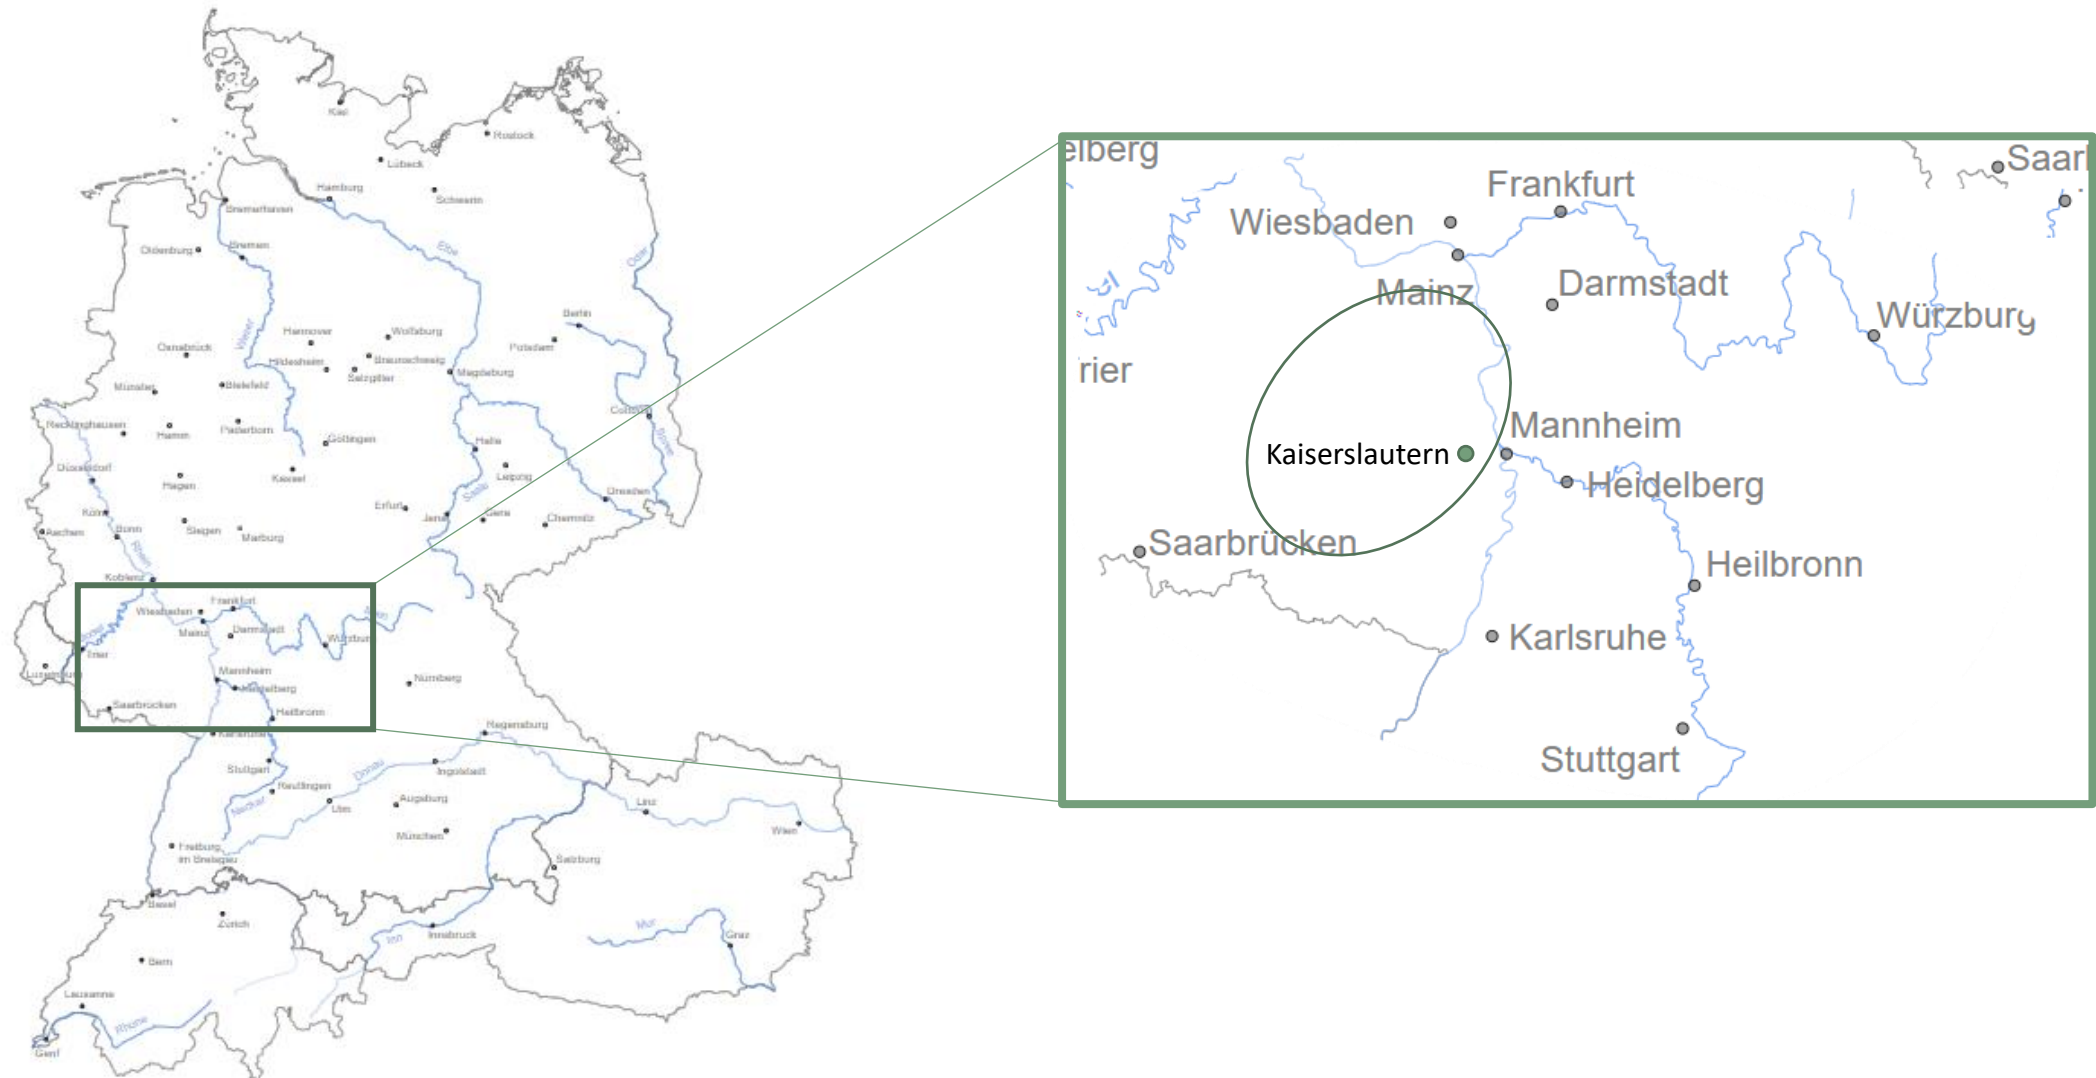 Kiel
Rostock
Lübeck
Hamburg
Schwerin
Bremerhaven
Oldenburg
Bremen
Elbe
Oder
Weser
Hannover
Wolfsburg
Berlin
Osnabrück
Hildesheim
Braunschweig
Potsdam
Salzgitter
Magdeburg
Münster
Bielefeld
Cottbus
Recklinghausen
Hamm
Paderborn
Göttingen
Halle
Düsseldorf
Hagen
Kassel
Leipzig
Saale
Dresden
Köln
Erfurt
Jena
Gera
Chemnitz
Aachen
Bonn
Siegen
Marburg
Rhein
Koblenz
Wiesbaden
Frankfurt
Mainz
Darmstadt
Würzburg
Main
Trier
Luxemburg
Mannheim
Heidelberg
Nürnberg
Saarbrücken
Heilbronn
Karlsruhe
Regensburg
Stuttgart
Donau
Ingolstadt
Reutlingen
Neckar
Ulm
Augsburg
München
Linz
Wien
Freiburg
im Breisgau
Salzburg
Basel
Zürich
Inn
Innsbruck
Mur
Graz
Bern
Lausanne
Rhone
Genf
elberg
Saarl
Frankfurt
Wiesbaden
Mainz
Darmstadt
Würzburg
rier
Mannheim
Kaiserslautern
Heidelberg
Saarbrücken
Heilbronn
Karlsruhe
Stuttgart